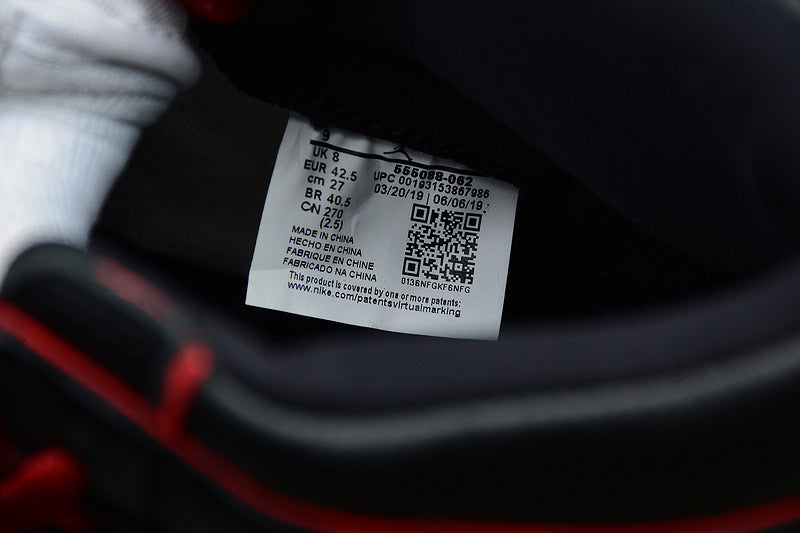 9
UK 8
EUR 42.5
cm 27
BR 40.5
CN 270
(2.5)
555088-062
UPC 00193153867986
03/20/19 | 06/06/19
MADE IN CHINA
HECHO EN CHINA
FABRIQUE EN CHINE
FABRICADO NA CHINA
0136NFGKF6NFG
This product is covered by one or more patents:
www.nike.com/patentsvirtualmarking